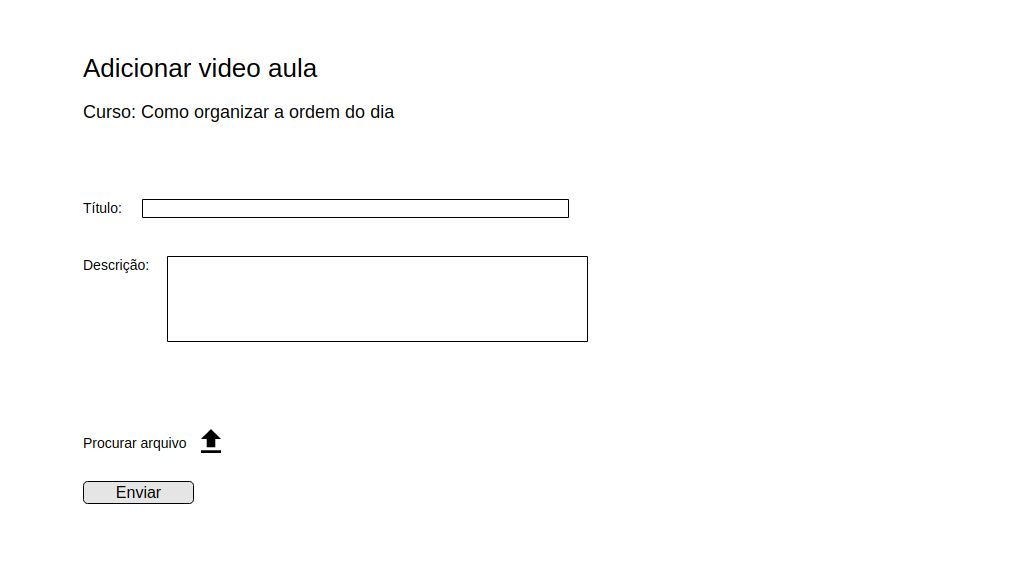 Adicionar video aula
Curso: Como organizar a ordem do dia
Título:
Descrição:
Procurar arquivo
Enviar